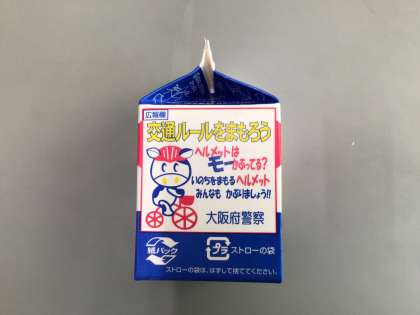 広報欄
交通ルールをまもろう
ヘルメットは
モーかぶってる?
いのちをまもるヘルメット
みんなも かぶりましょう!!
大阪府警察
紙パック
プラ ストローの袋
ストローの袋は、はずして捨ててください。